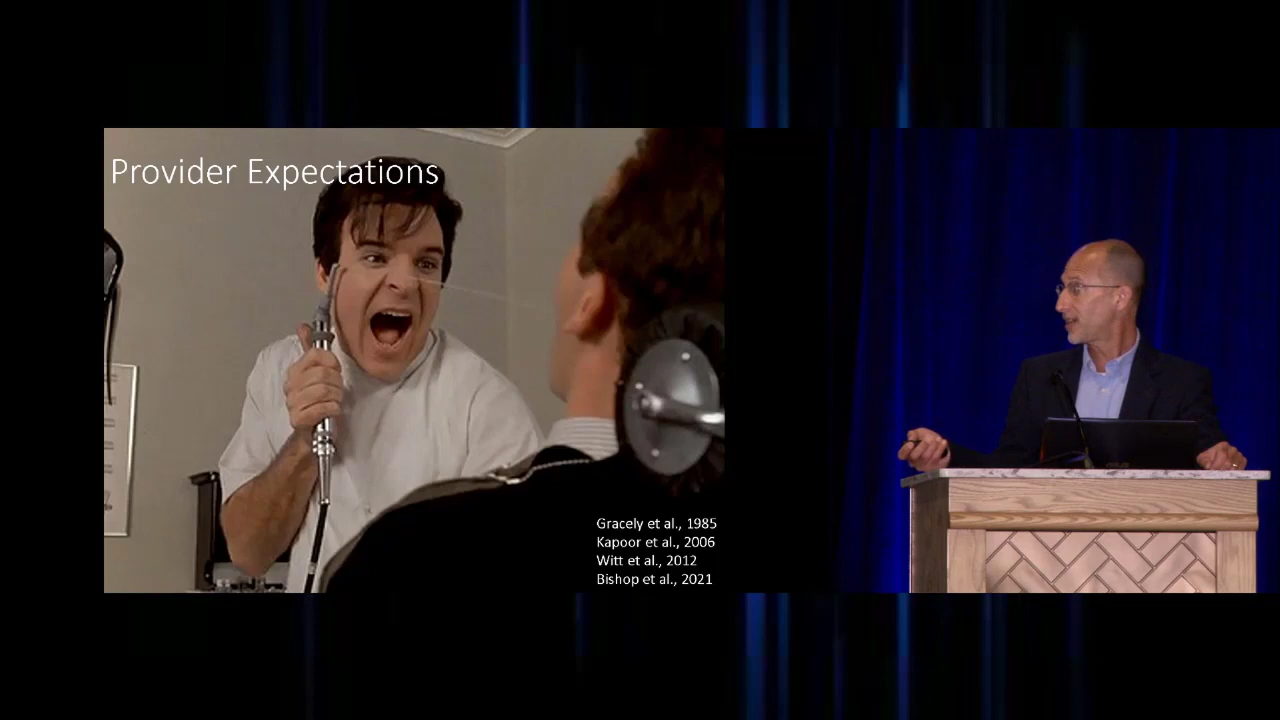 Provider Expectations
Gracely et al., 1985
Kapoor et al., 2006
Witt et al., 2012
Bishop et al., 2021